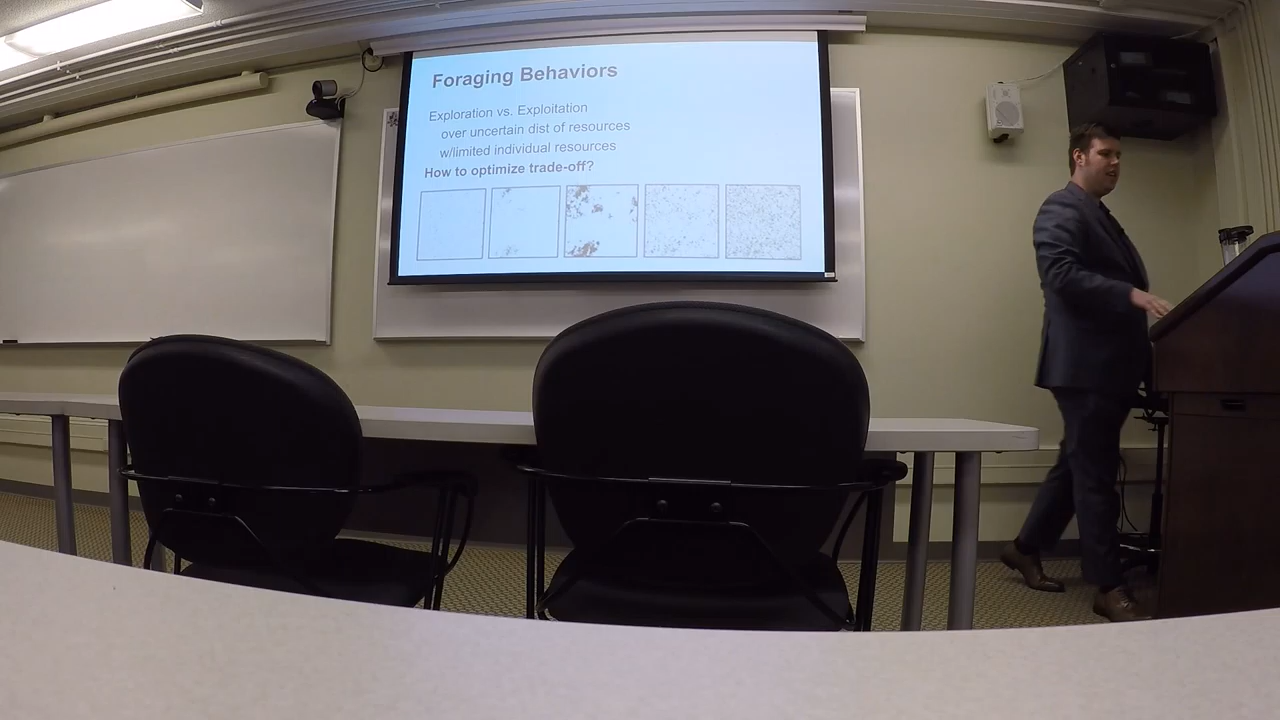 Foraging Behaviors
Exploration vs. Exploitation
over uncertain dist of resources
w/limited individual resources
How to optimize trade-off?